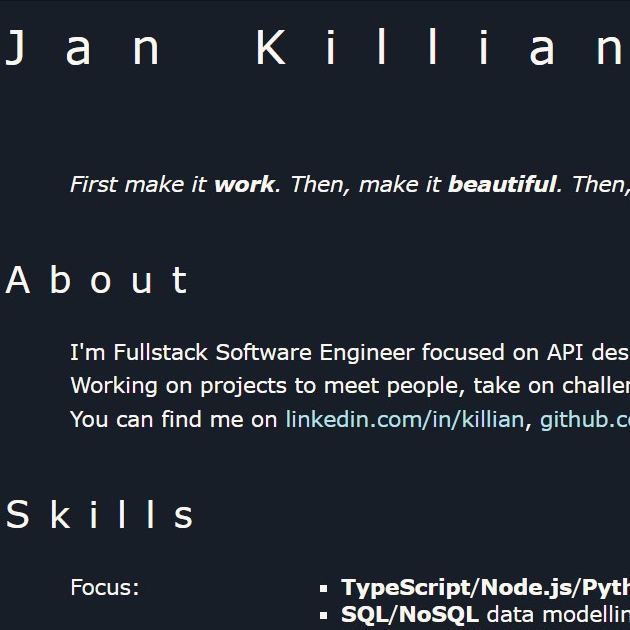 Jan Killian
First make it work. Then, make it beautiful. Then,
About
I'm Fullstack Software Engineer focused on API des
Working on projects to meet people, take on challen
You can find me on linkedin.com/in/killian, github.co
Skills
Focus:
▪ TypeScript/Node.js/Pyth
▪ SQL/NoSQL data modellin